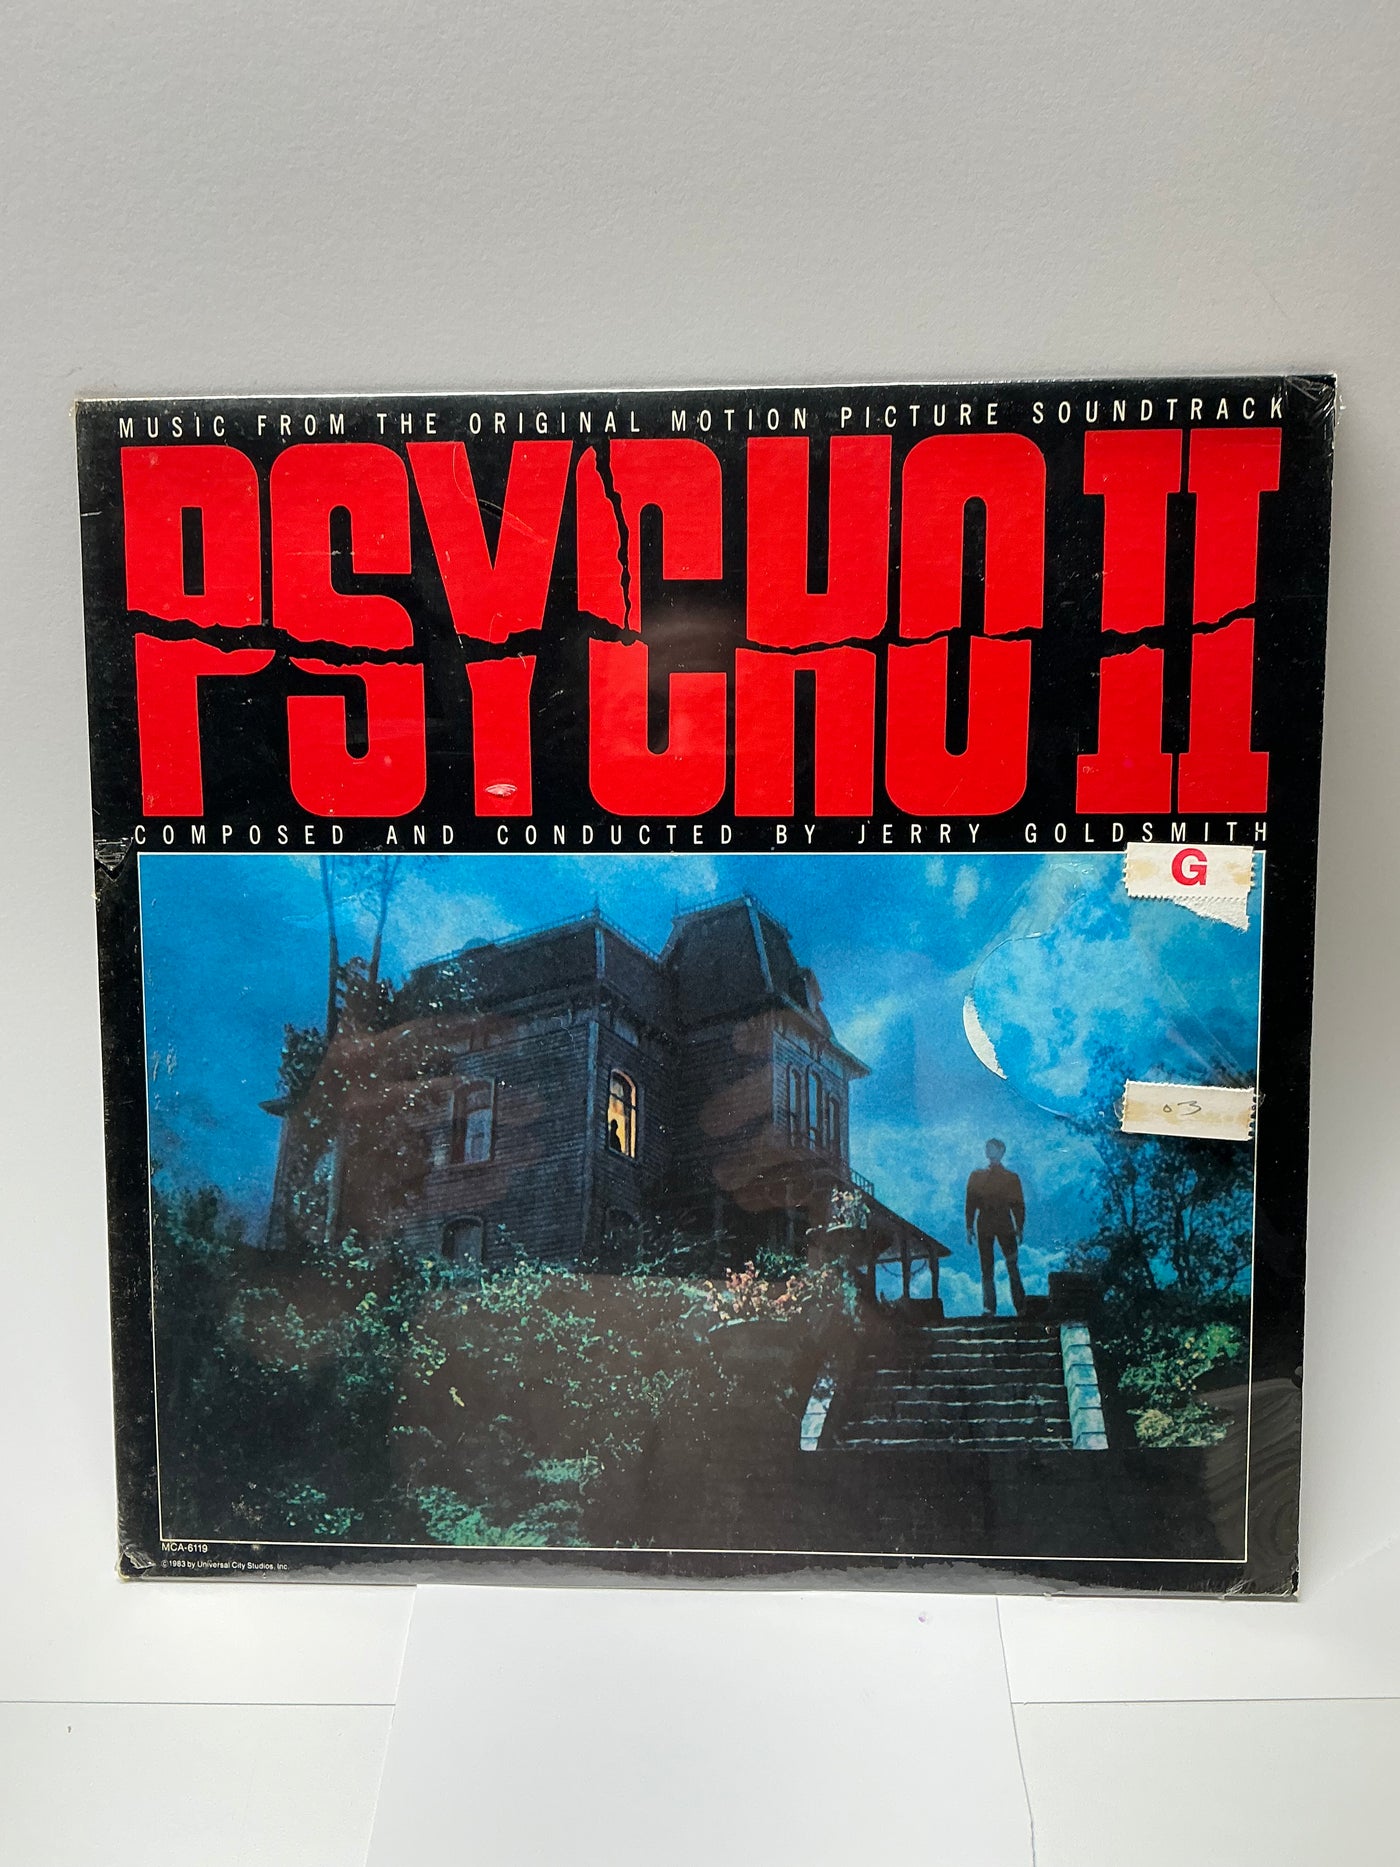 MUSIC FROM THE ORIGINAL MOTION PICTURE SOUNDTRACK
PSYCHO II
COMPOSED AND CONDUCTED BY JERRY GOLDSMITH
G
03
MCA-6119
© 1983 by Universal City Studios, Inc.